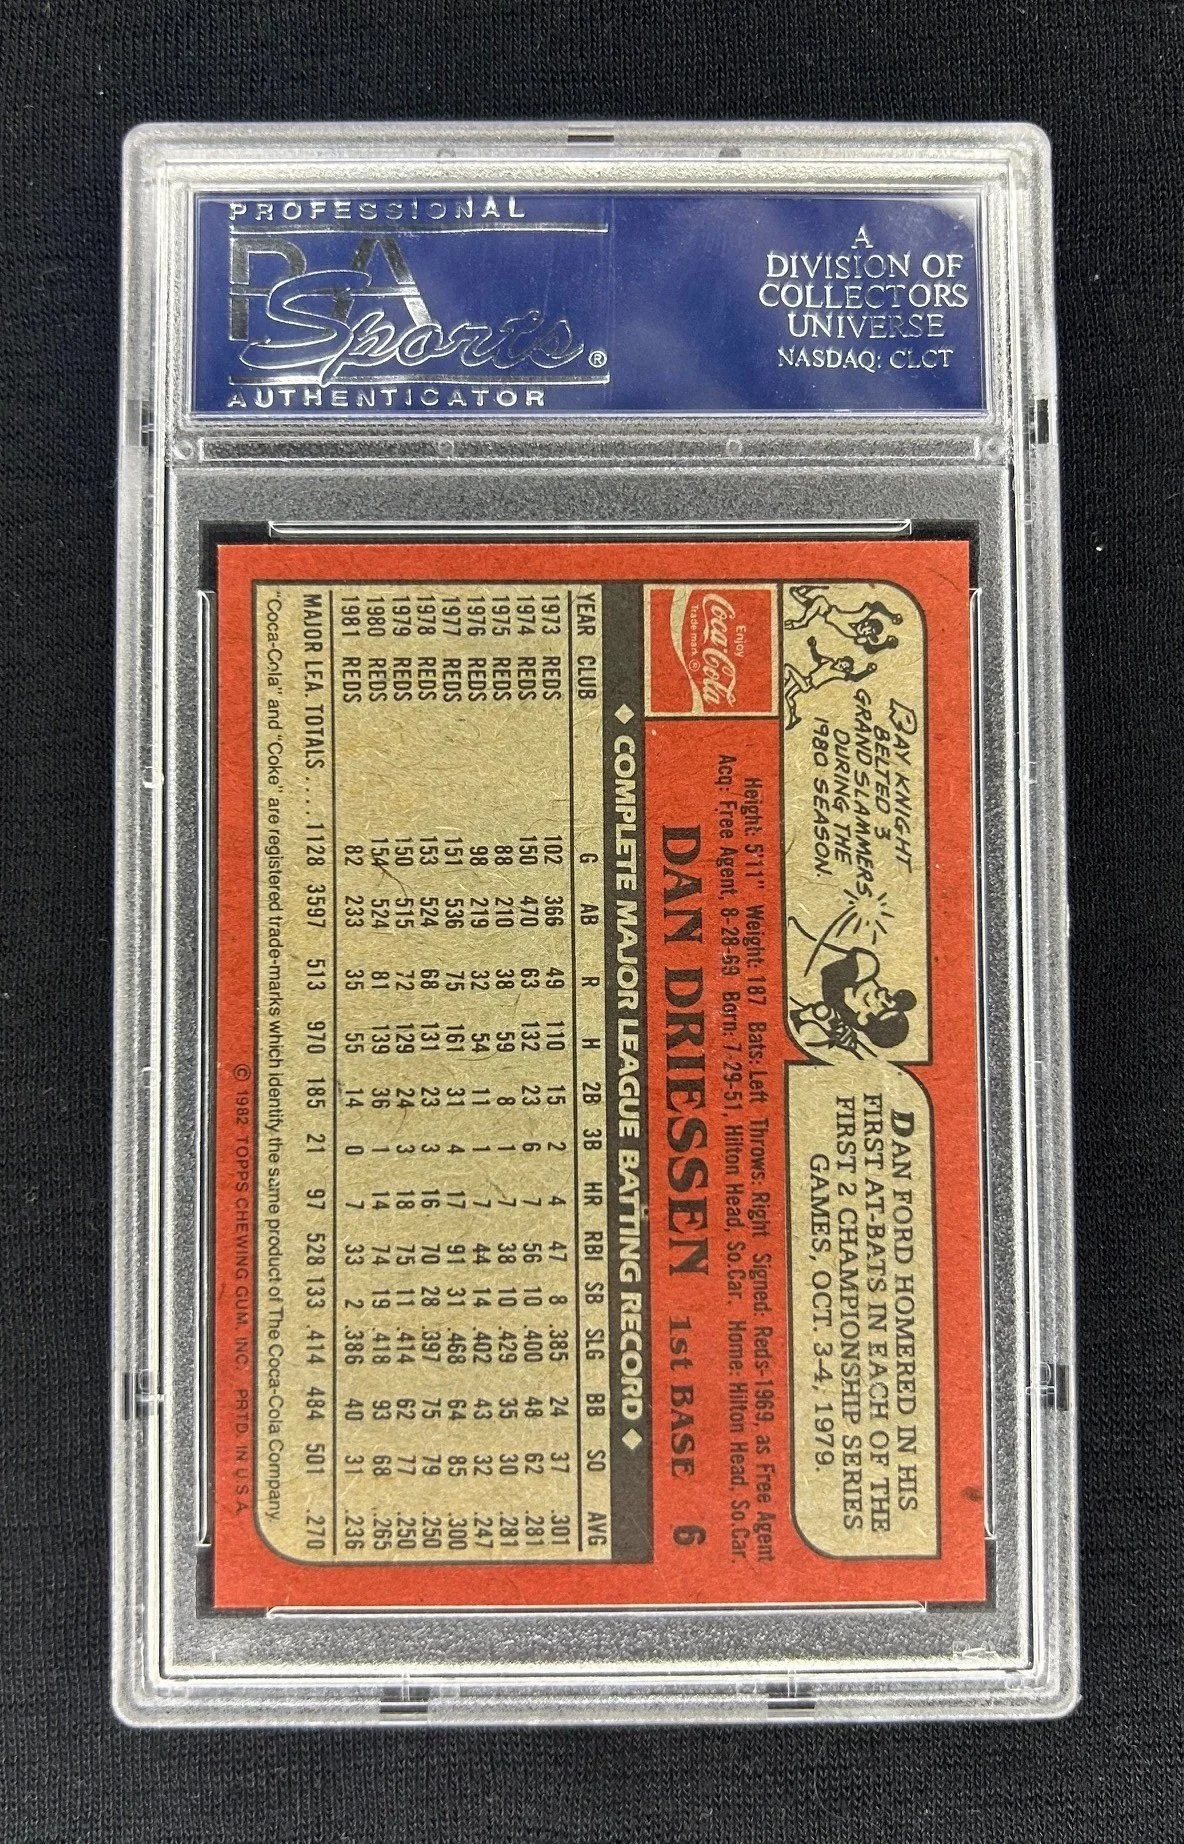 PROFESSIONAL
PSA
Sports®
AUTHENTICATOR
A
DIVISION OF
COLLECTORS
UNIVERSE
NASDAQ: CLCT
RAY KNIGHT
BELTED 3
GRAND SLAMMERS
DURING THE
1980 SEASON.
DAN FORD HOMERED IN HIS
FIRST AT-BATS IN EACH OF THE
FIRST 2 CHAMPIONSHIP SERIES
GAMES, OCT. 3-4, 1979.
Enjoy
Coca-Cola
Trade mark ®
Height: 5'11" Weight: 187 Bats: Left Throws: Right Signed: Reds-1969, as Free Agent
Acq: Free Agent, 8-28-69 Born: 7-29-51, Hilton Head, So.Car. Home: Hilton Head, So.Car.
DAN DRIESSEN 1st BASE 6
◆ COMPLETE MAJOR LEAGUE BATTING RECORD ◆
YEAR CLUB G AB R H 2B 3B HR RBI SB SLG BB SO AVG
1973 REDS 102 366 49 110 15 2 4 47 8 .385 24 37 .301
1974 REDS 150 470 63 132 23 6 7 56 10 .400 48 62 .281
1975 REDS 88 210 38 59 8 1 7 38 10 .429 35 30 .281
1976 REDS 98 219 32 54 11 1 7 44 14 .402 43 32 .247
1977 REDS 151 536 75 161 31 4 17 91 31 .468 64 85 .300
1978 REDS 153 524 68 131 23 3 16 70 28 .397 75 79 .250
1979 REDS 150 515 72 129 24 3 18 75 11 .414 62 77 .250
1980 REDS 154 524 81 139 36 1 14 74 19 .418 93 68 .265
1981 REDS 82 233 35 55 14 0 7 33 2 .386 40 31 .236
MAJOR LEA. TOTALS ....1128 3597 513 970 185 21 97 528 133 .414 484 501 .270
"Coca-Cola" and "Coke" are registered trade-marks which identify the same product of The Coca-Cola Company.
© 1982 TOPPS CHEWING GUM, INC. PRTD. IN U.S.A.